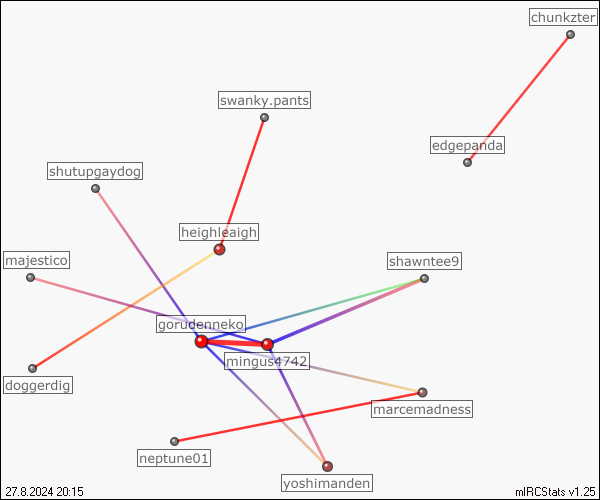 chunkzter
swanky.pants
edgepanda
shutupgaydog
heighleaigh
majestico
shawntee9
gorudenneko
mingus4742
doggerdig
marcemadness
neptune01
yoshimanden
27.8.2024 20:15
mIRCStats v1.25